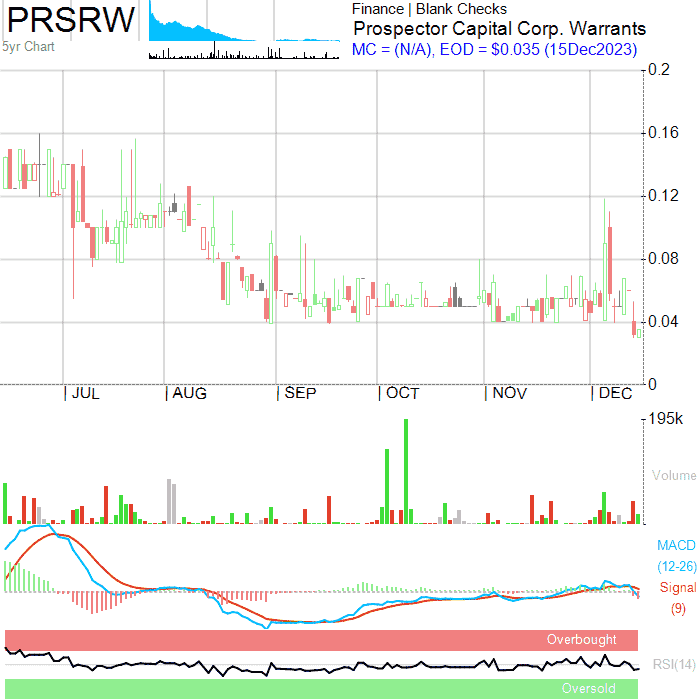 PRSRW
5yr Chart
Finance | Blank Checks
Prospector Capital Corp. Warrants
MC = (N/A), EOD = $0.035 (15Dec2023)
0.2
0.16
0.12
0.08
0.04
0
| JUL | AUG | SEP | OCT | NOV | DEC
195k
Volume
MACD
(12-26)
Signal
(9)
Overbought
RSI(14)
Oversold